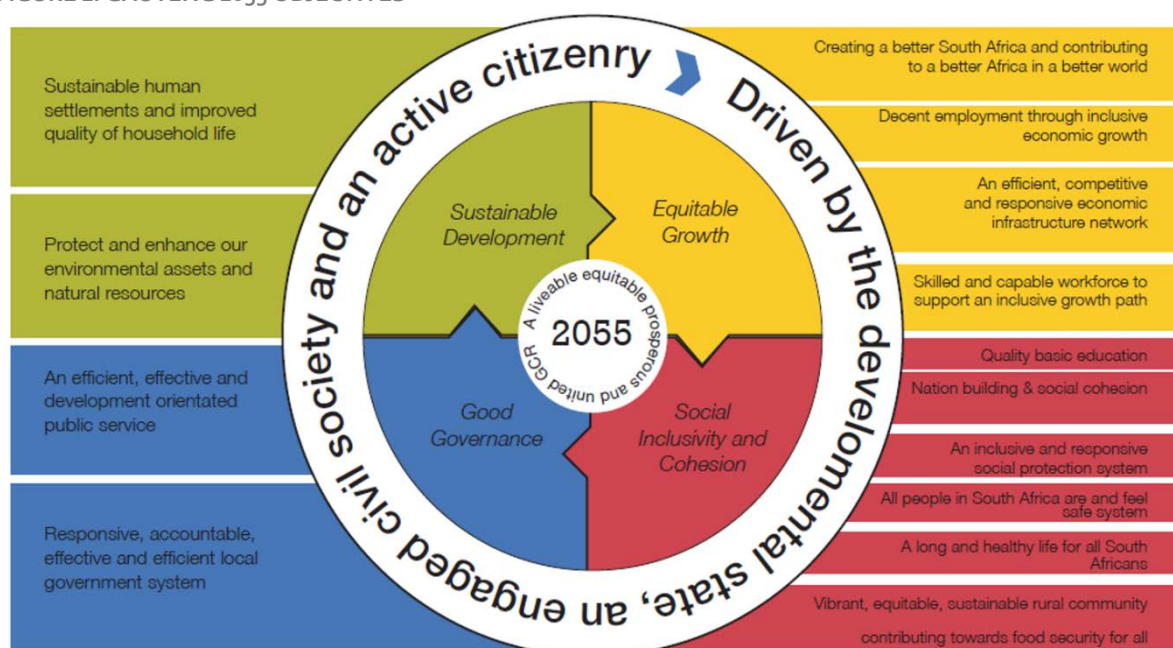 Sustainable human
settlements and improved
quality of household life
Protect and enhance our
environmental assets and
natural resources
An efficient, effective and
development orientated
public service
Responsive, accountable,
effective and efficient local
government system
Driven by the develomental state, an engaged civil society and an active citizenry
Sustainable
Development
Equitable
Growth
Good
Governance
Social
Inclusivity and
Cohesion
A liveable equitable prosperous and united GCR
2055
Creating a better South Africa and contributing
to a better Africa in a better world
Decent employment through inclusive
economic growth
An efficient, competitive
and responsive economic
infrastructure network
Skilled and capable workforce to
support an inclusive growth path
Quality basic education
Nation building & social cohesion
An inclusive and responsive
social protection system
All people in South Africa are and feel
safe system
A long and healthy life for all South
Africans
Vibrant, equitable, sustainable rural community
contributing towards food security for all